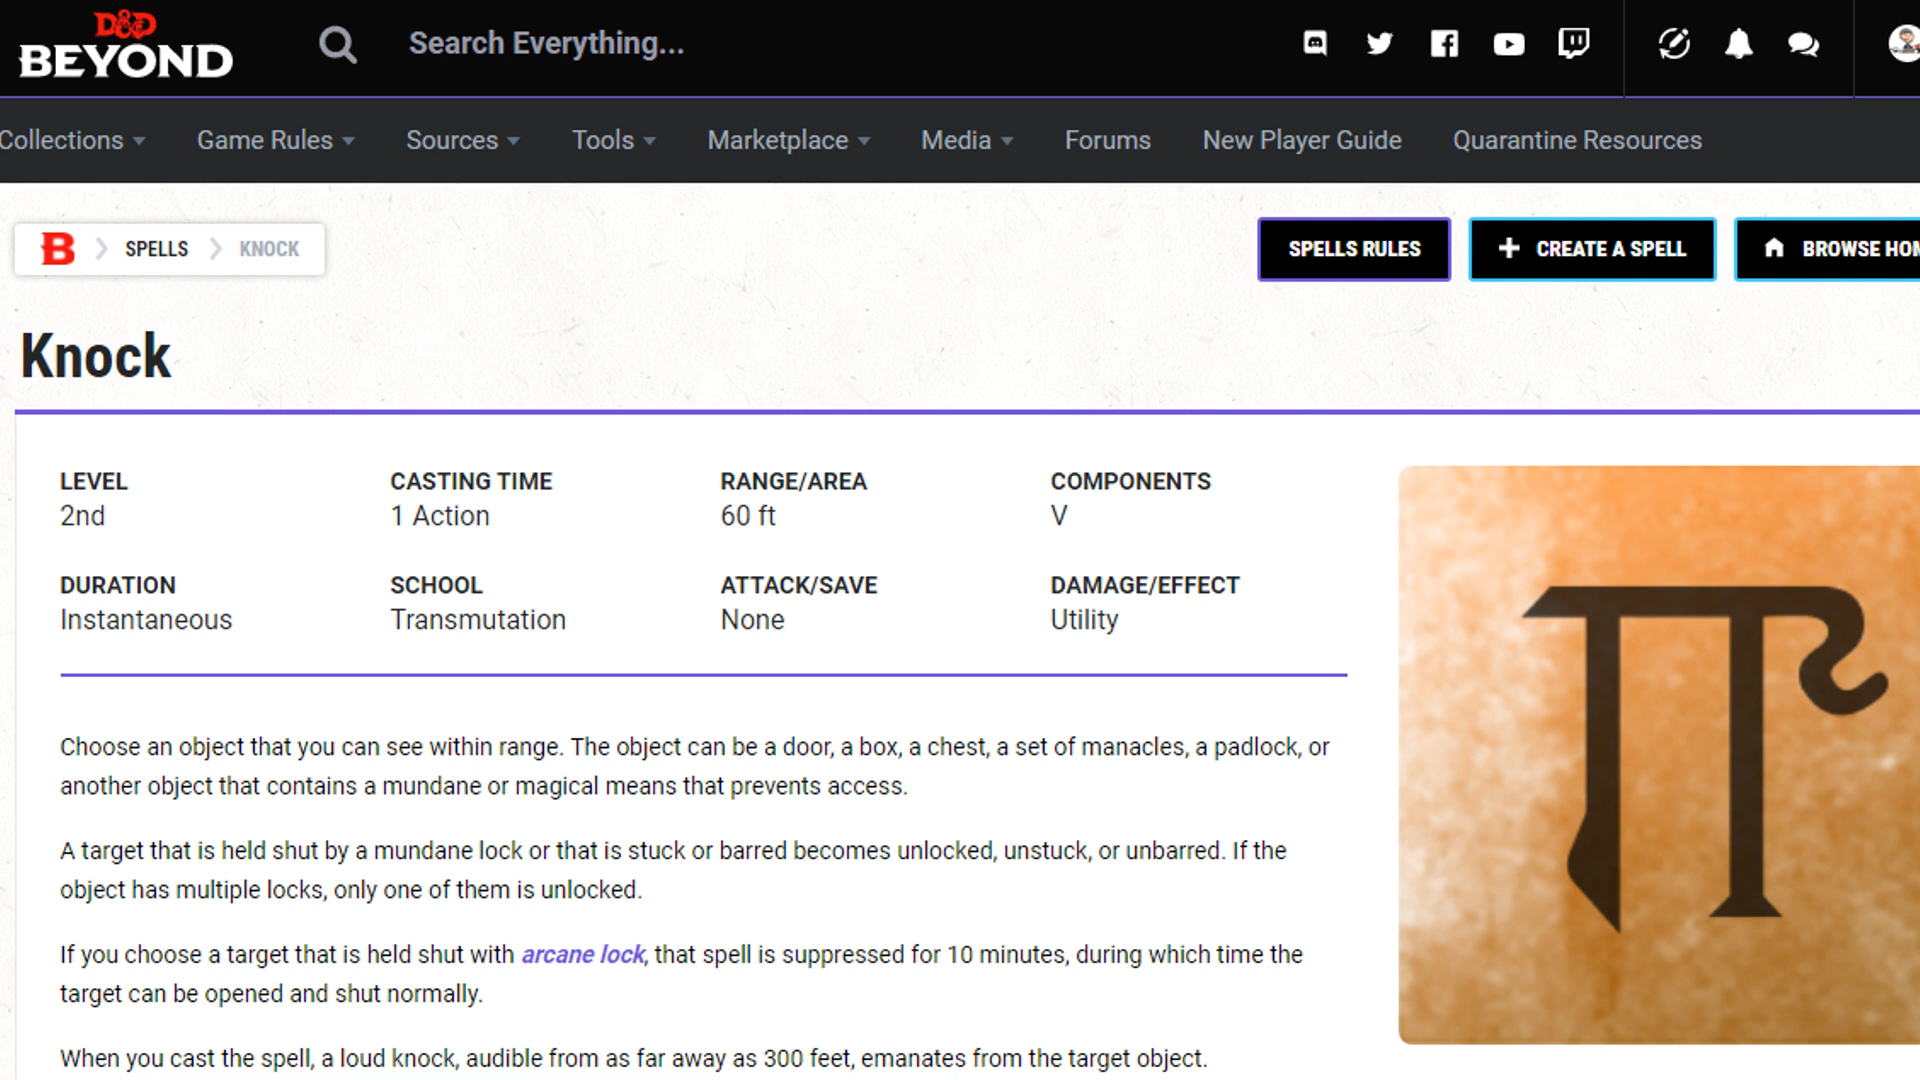 D&D
BEYOND
Search Everything...
Collections
Game Rules
Sources
Tools
Marketplace
Media
Forums
New Player Guide
Quarantine Resources
B
SPELLS
KNOCK
SPELLS RULES
CREATE A SPELL
BROWSE HOM
Knock
LEVEL
2nd
CASTING TIME
1 Action
RANGE/AREA
60 ft
COMPONENTS
V
DURATION
Instantaneous
SCHOOL
Transmutation
ATTACK/SAVE
None
DAMAGE/EFFECT
Utility
Choose an object that you can see within range. The object can be a door, a box, a chest, a set of manacles, a padlock, or
another object that contains a mundane or magical means that prevents access.
A target that is held shut by a mundane lock or that is stuck or barred becomes unlocked, unstuck, or unbarred. If the
object has multiple locks, only one of them is unlocked.
If you choose a target that is held shut with arcane lock, that spell is suppressed for 10 minutes, during which time the
target can be opened and shut normally.
When you cast the spell, a loud knock, audible from as far away as 300 feet, emanates from the target object.